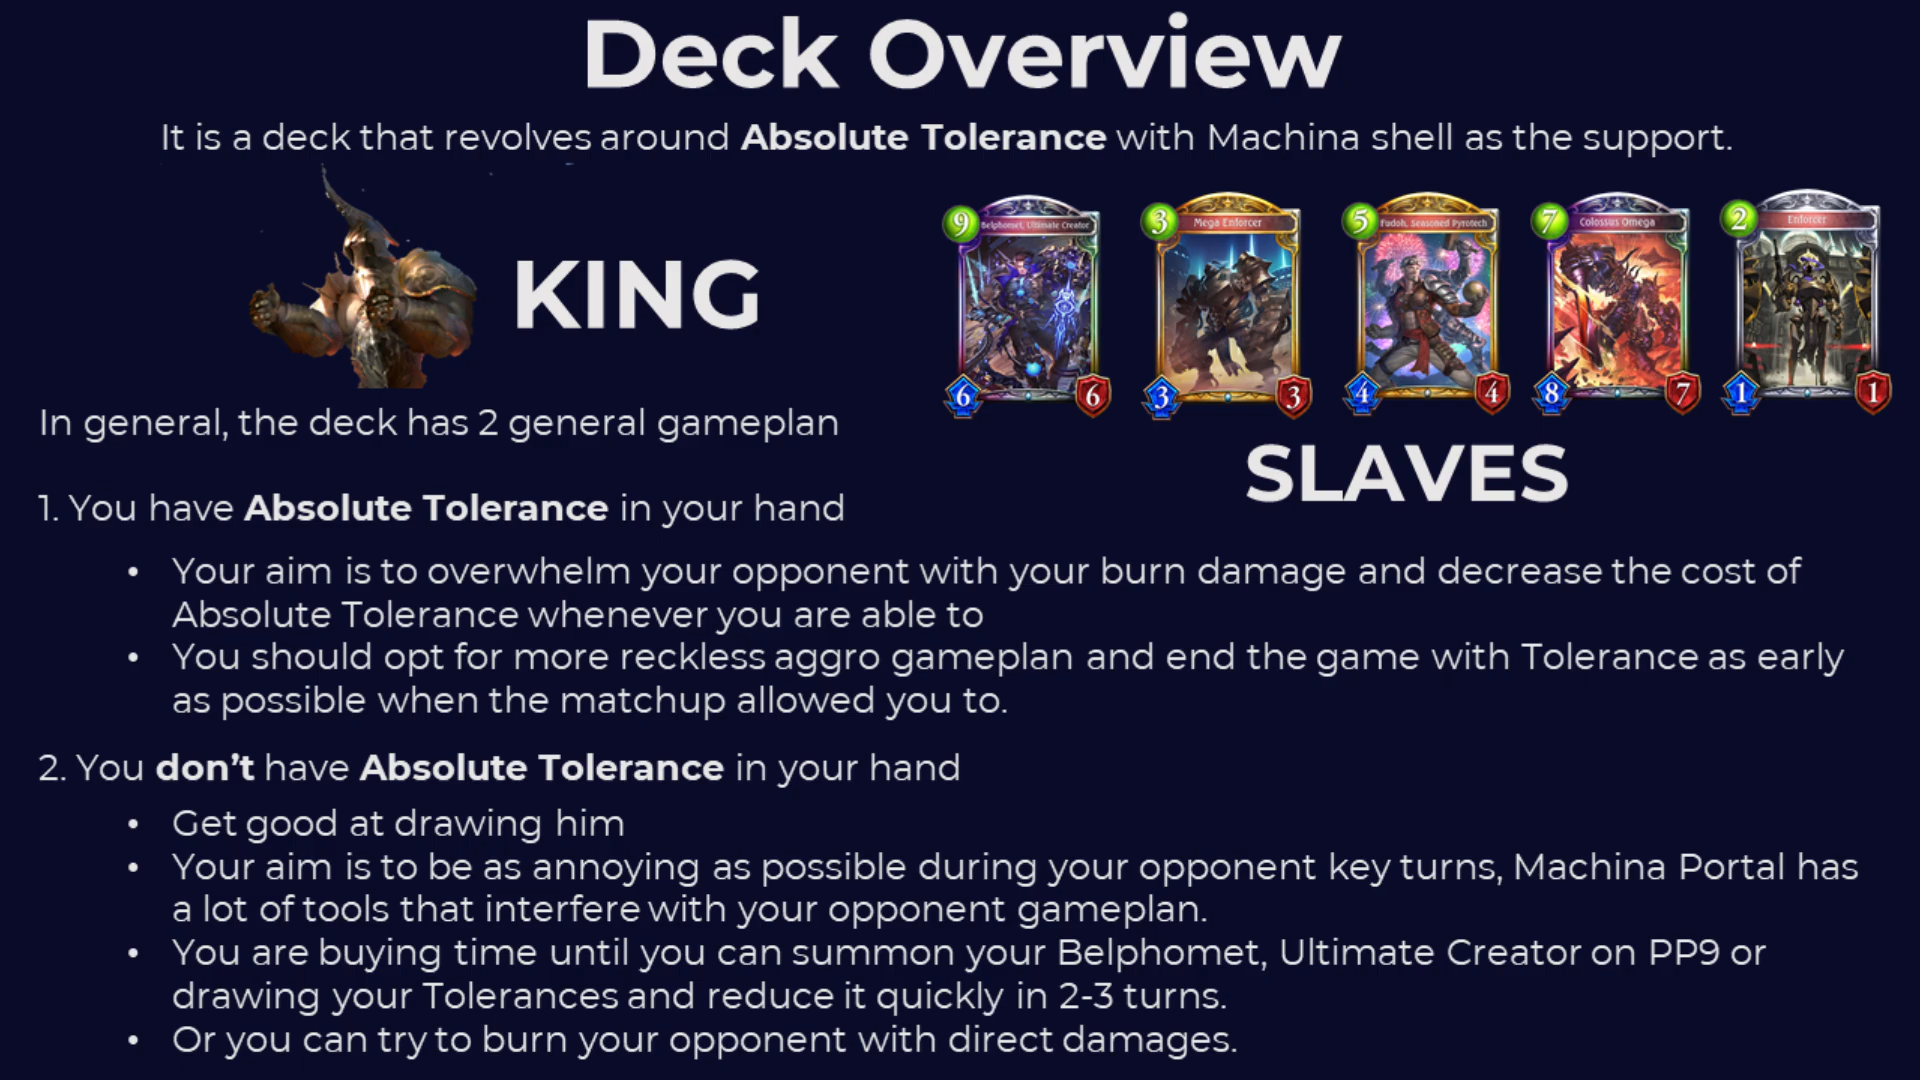 Deck Overview
It is a deck that revolves around Absolute Tolerance with Machina shell as the support.
KING
9 Belphomet, Ultimate Creator 6 6
3 Mega Enforcer 3 3
5 Fudoh, Seasoned Pyrotech 4 4
7 Colossus Omega 8 7
2 Enforcer 1 1
SLAVES
In general, the deck has 2 general gameplan
1. You have Absolute Tolerance in your hand
• Your aim is to overwhelm your opponent with your burn damage and decrease the cost of
Absolute Tolerance whenever you are able to
• You should opt for more reckless aggro gameplan and end the game with Tolerance as early
as possible when the matchup allowed you to.
2. You don’t have Absolute Tolerance in your hand
• Get good at drawing him
• Your aim is to be as annoying as possible during your opponent key turns, Machina Portal has
a lot of tools that interfere with your opponent gameplan.
• You are buying time until you can summon your Belphomet, Ultimate Creator on PP9 or
drawing your Tolerances and reduce it quickly in 2-3 turns.
• Or you can try to burn your opponent with direct damages.